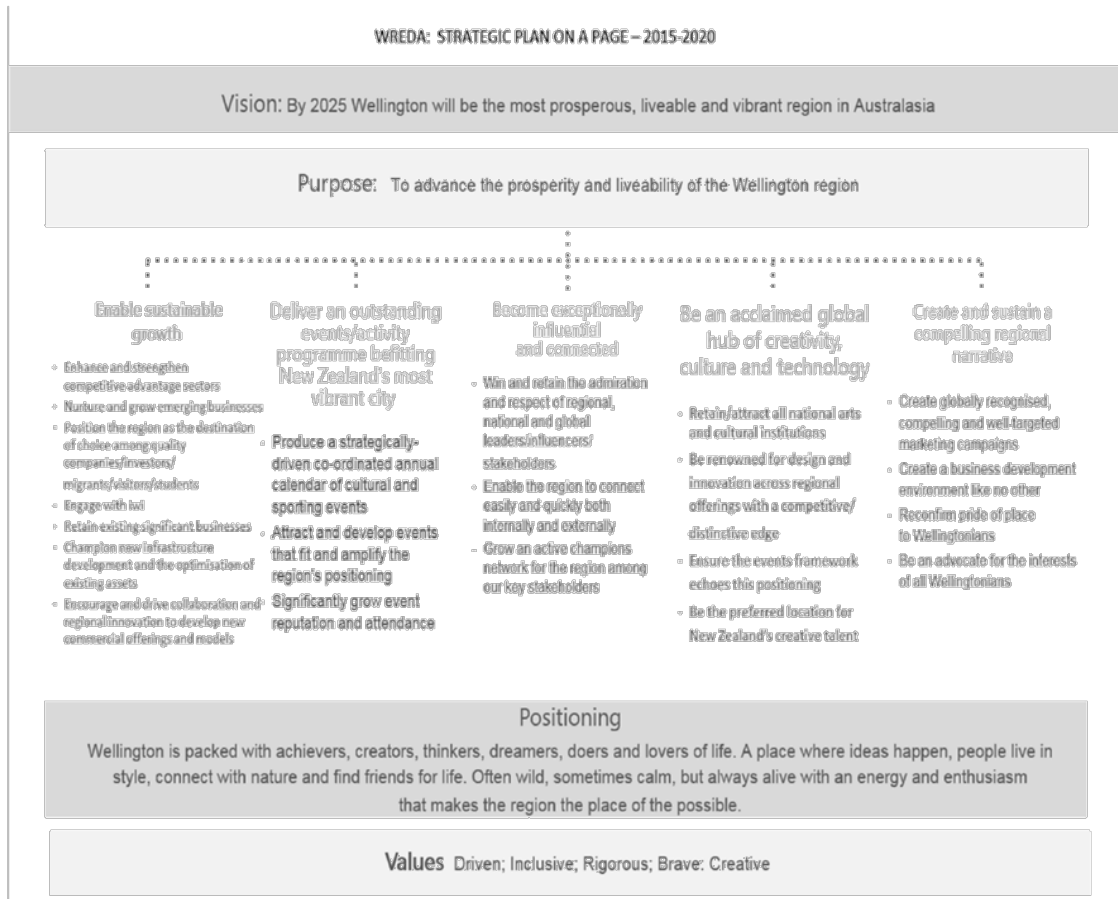 WREDA: STRATEGIC PLAN ON A PAGE – 2015-2020
Vision: By 2025 Wellington will be the most prosperous, liveable and vibrant region in Australasia
Purpose: To advance the prosperity and liveability of the Wellington region
Enable sustainable
growth
◦ Enhance and strengthen
competitive advantage sectors
◦ Nurture and grow emerging businesses
◦ Position the region as the destination
of choice among quality
companies/investors/
migrants/visitors/students
◦ Engage with Iwi
◦ Retain existing significant businesses
◦ Champion new infrastructure
development and the optimisation of
existing assets
◦ Encourage and drive collaboration and
regional innovation to develop new
commercial offerings and models
Deliver an outstanding
events/activity
programme befitting
New Zealand's most
vibrant city
◦ Produce a strategically-
driven co-ordinated annual
calendar of cultural and
sporting events
◦ Attract and develop events
that fit and amplify the
region's positioning
◦ Significantly grow event
reputation and attendance
Become exceptionally
influential
and connected
◦ Win and retain the admiration
and respect of regional,
national and global
leaders/influencers/
stakeholders
◦ Enable the region to connect
easily and quickly both
internally and externally
◦ Grow an active champions
network for the region among
our key stakeholders
Be an acclaimed global
hub of creativity,
culture and technology
◦ Retain/attract all national arts
and cultural institutions
◦ Be renowned for design and
innovation across regional
offerings with a competitive/
distinctive edge
◦ Ensure the events framework
echoes this positioning
◦ Be the preferred location for
New Zealand's creative talent
Create and sustain a
compelling regional
narrative
◦ Create globally recognised,
compelling and well-targeted
marketing campaigns
◦ Create a business development
environment like no other
◦ Reconfirm pride of place
to Wellingtonians
◦ Be an advocate for the interests
of all Wellingtonians
Positioning
Wellington is packed with achievers, creators, thinkers, dreamers, doers and lovers of life. A place where ideas happen, people live in
style, connect with nature and find friends for life. Often wild, sometimes calm, but always alive with an energy and enthusiasm
that makes the region the place of the possible.
Values Driven; Inclusive; Rigorous; Brave: Creative